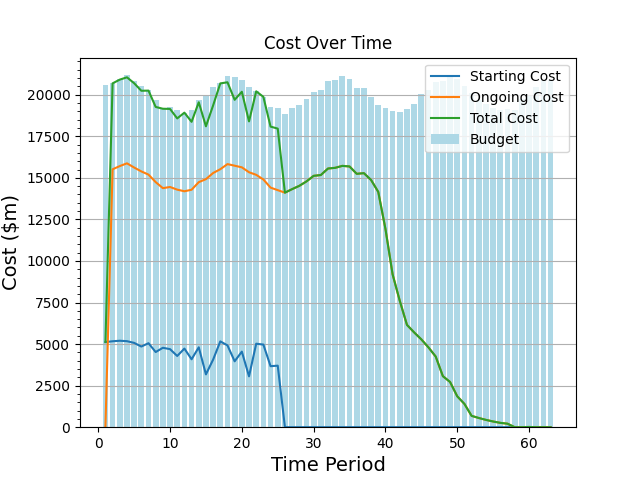 Cost Over Time
Starting Cost
Ongoing Cost
Total Cost
Budget
Cost ($m)
20000
17500
15000
12500
10000
7500
5000
2500
0
0 10 20 30 40 50 60
Time Period